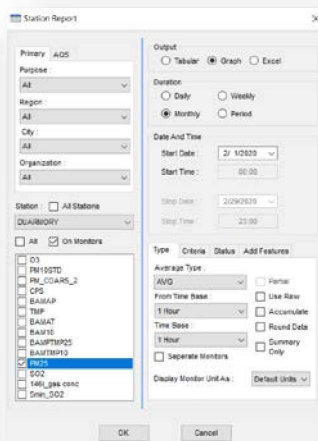 Station Report
Primary AQS
Purpose :
All
Region :
All
City :
All
Organization :
All
Station : All Stations
DUARMORY
All On Monitors
O3
PM10STD
PM_COARS_2
CPS
BAMAP
TMP
BAMAT
BAM10
BAMPTMP25
BAMTMP10
PM25
SO2
146i_gas conc
5min_SO2
Output
Tabular Graph Excel
Duration
Daily Weekly
Monthly Period
Date And Time
Start Date : 2/ 1/2020
Start Time : 00:00
Stop Date : 2/29/2020
Stop Time : 23:00
Type Criteria Status Add Features
Average Type :
AVG
Partial
From Time Base :
Use Raw
1 Hour
Accumulate
Time Base :
Round Data
1 Hour
Summary Only
Seperate Monitors
Display Monitor Unit As : Default Units
OK Cancel